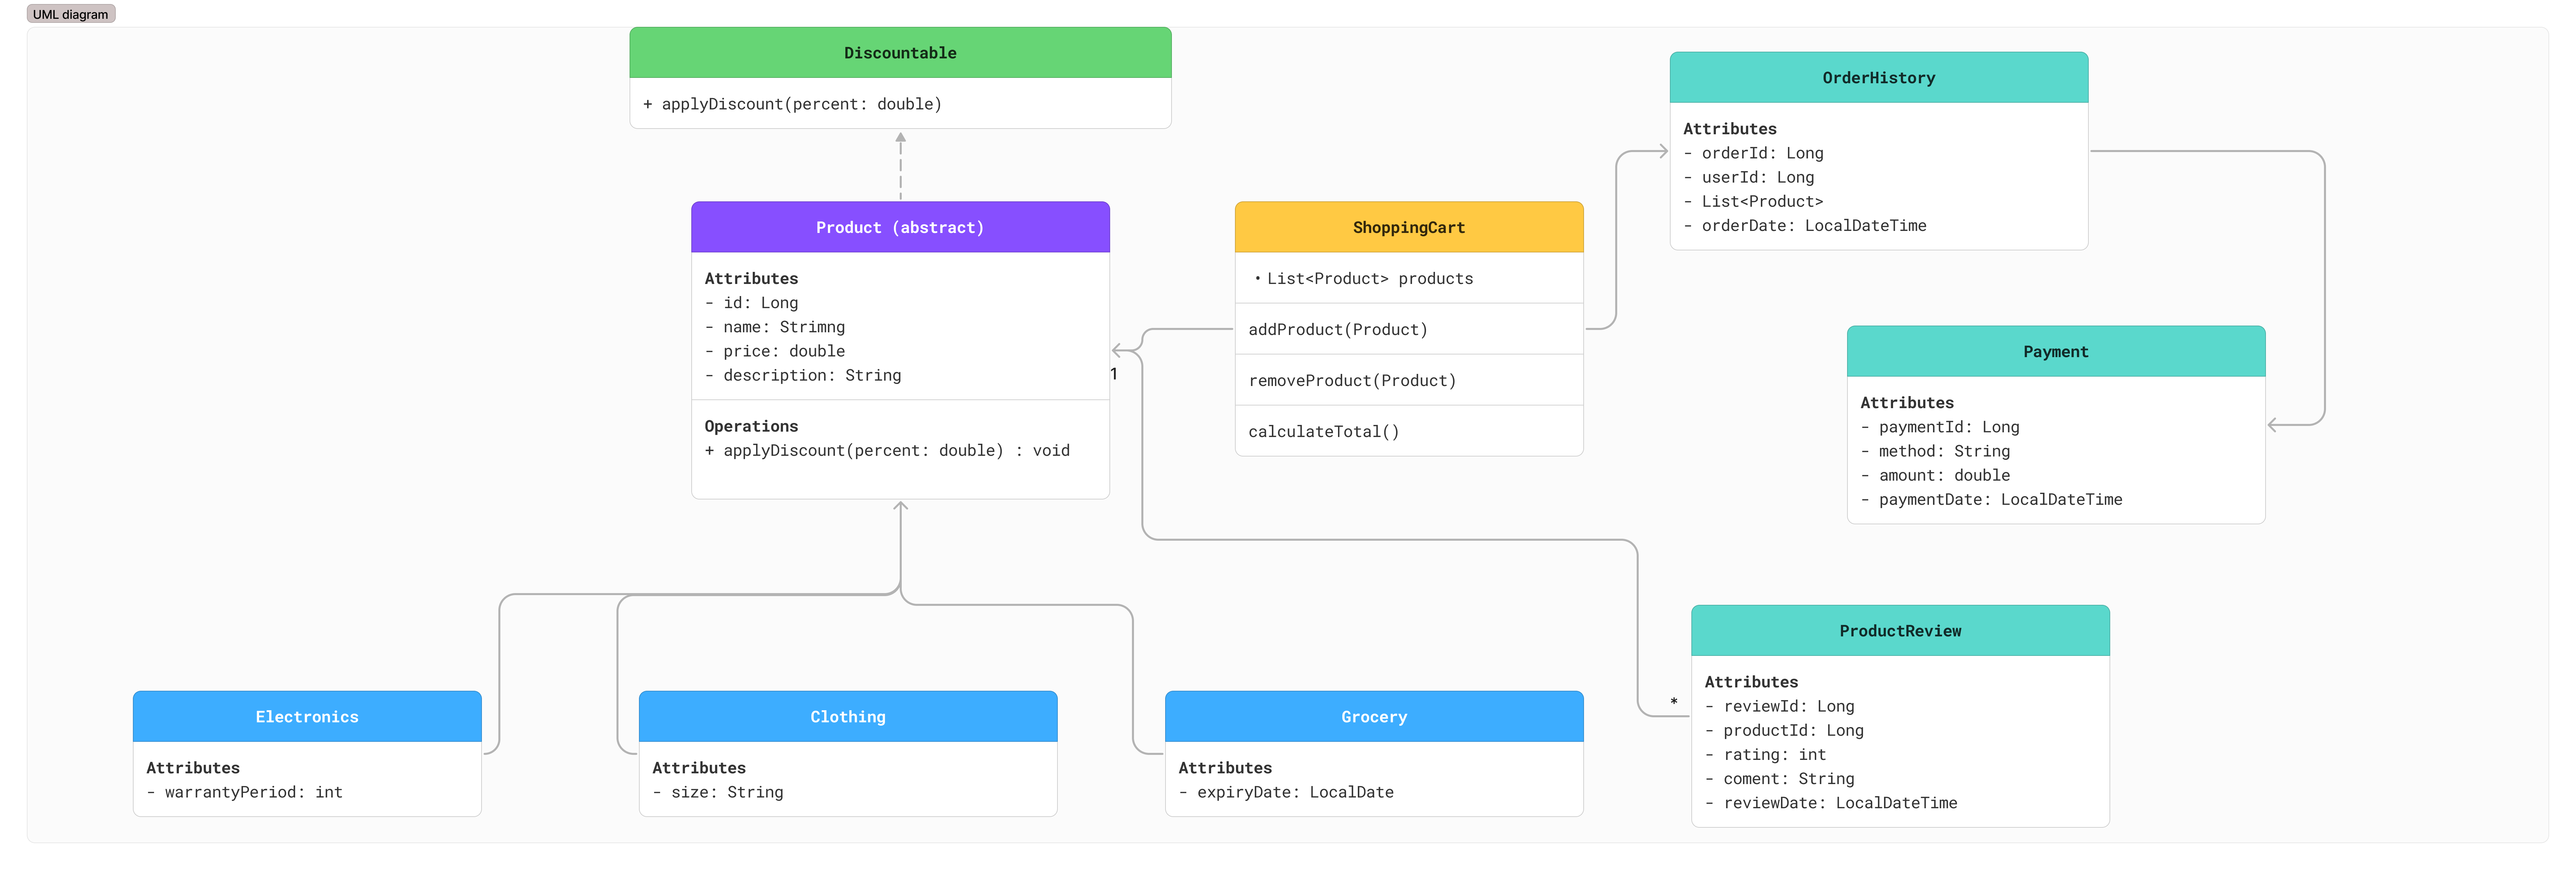 UML diagram
Discountable
+ applyDiscount(percent: double)
OrderHistory
Attributes
- orderId: Long
- userId: Long
- List<Product>
- orderDate: LocalDateTime
Product (abstract)
Attributes
- id: Long
- name: Strimng
- price: double
- description: String
Operations
+ applyDiscount(percent: double) : void
1
ShoppingCart
• List<Product> products
addProduct(Product)
removeProduct(Product)
calculateTotal()
Payment
Attributes
- paymentId: Long
- method: String
- amount: double
- paymentDate: LocalDateTime
Electronics
Attributes
- warrantyPeriod: int
Clothing
Attributes
- size: String
Grocery
Attributes
- expiryDate: LocalDate
*
ProductReview
Attributes
- reviewId: Long
- productId: Long
- rating: int
- coment: String
- reviewDate: LocalDateTime